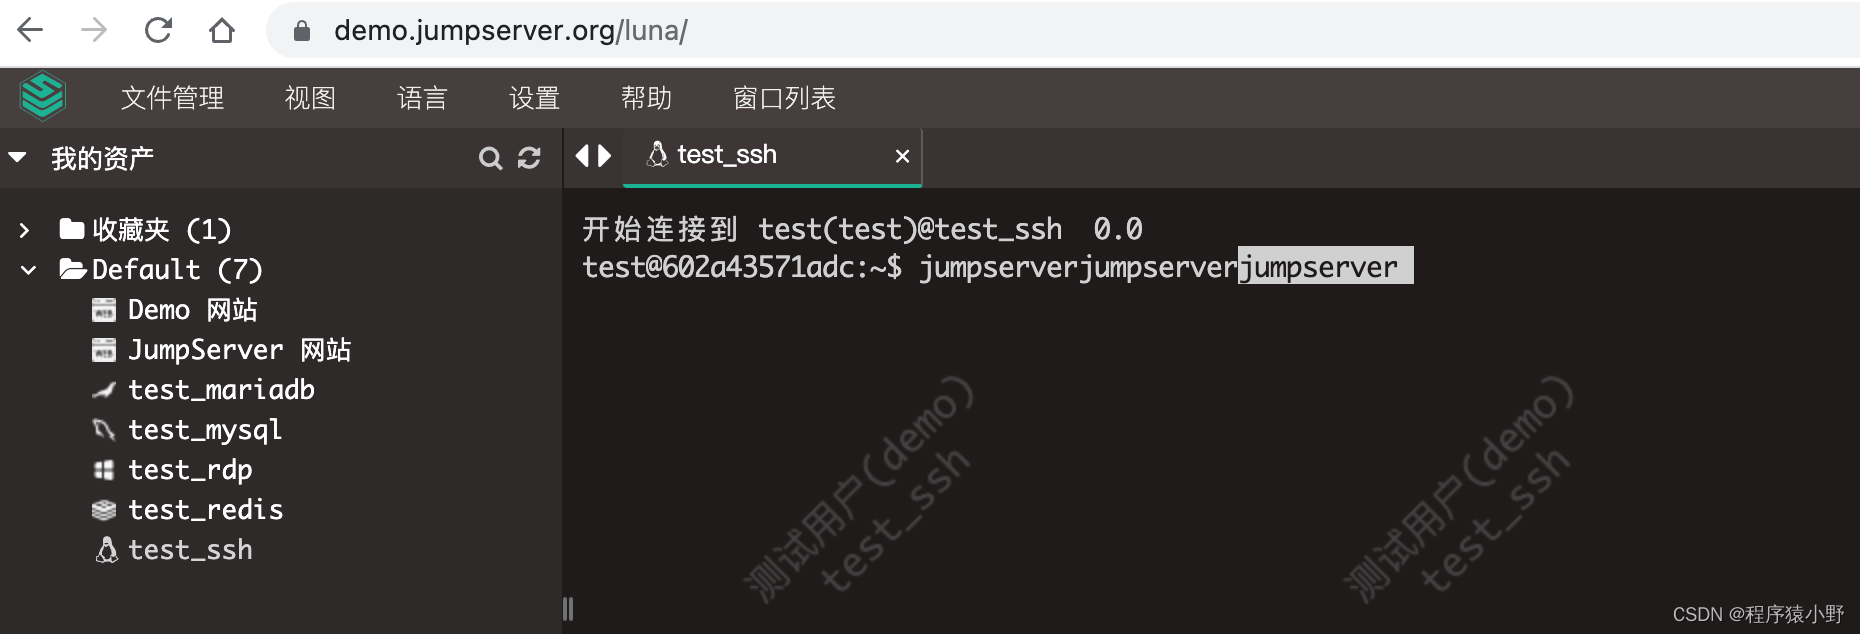 demo.jumpserver.org/luna/
文件管理 视图 语言 设置 帮助 窗口列表
我的资产
test_ssh
收藏夹 (1)
Default (7)
Demo 网站
JumpServer 网站
test_mariadb
test_mysql
test_rdp
test_redis
test_ssh
开始连接到 test(test)@test_ssh 0.0
test@602a43571adc:~$ jumpserverjumpserverjumpserver
测试用户(demo)
test_ssh
测试用户(demo)
test_ssh
CSDN @程序猿小野